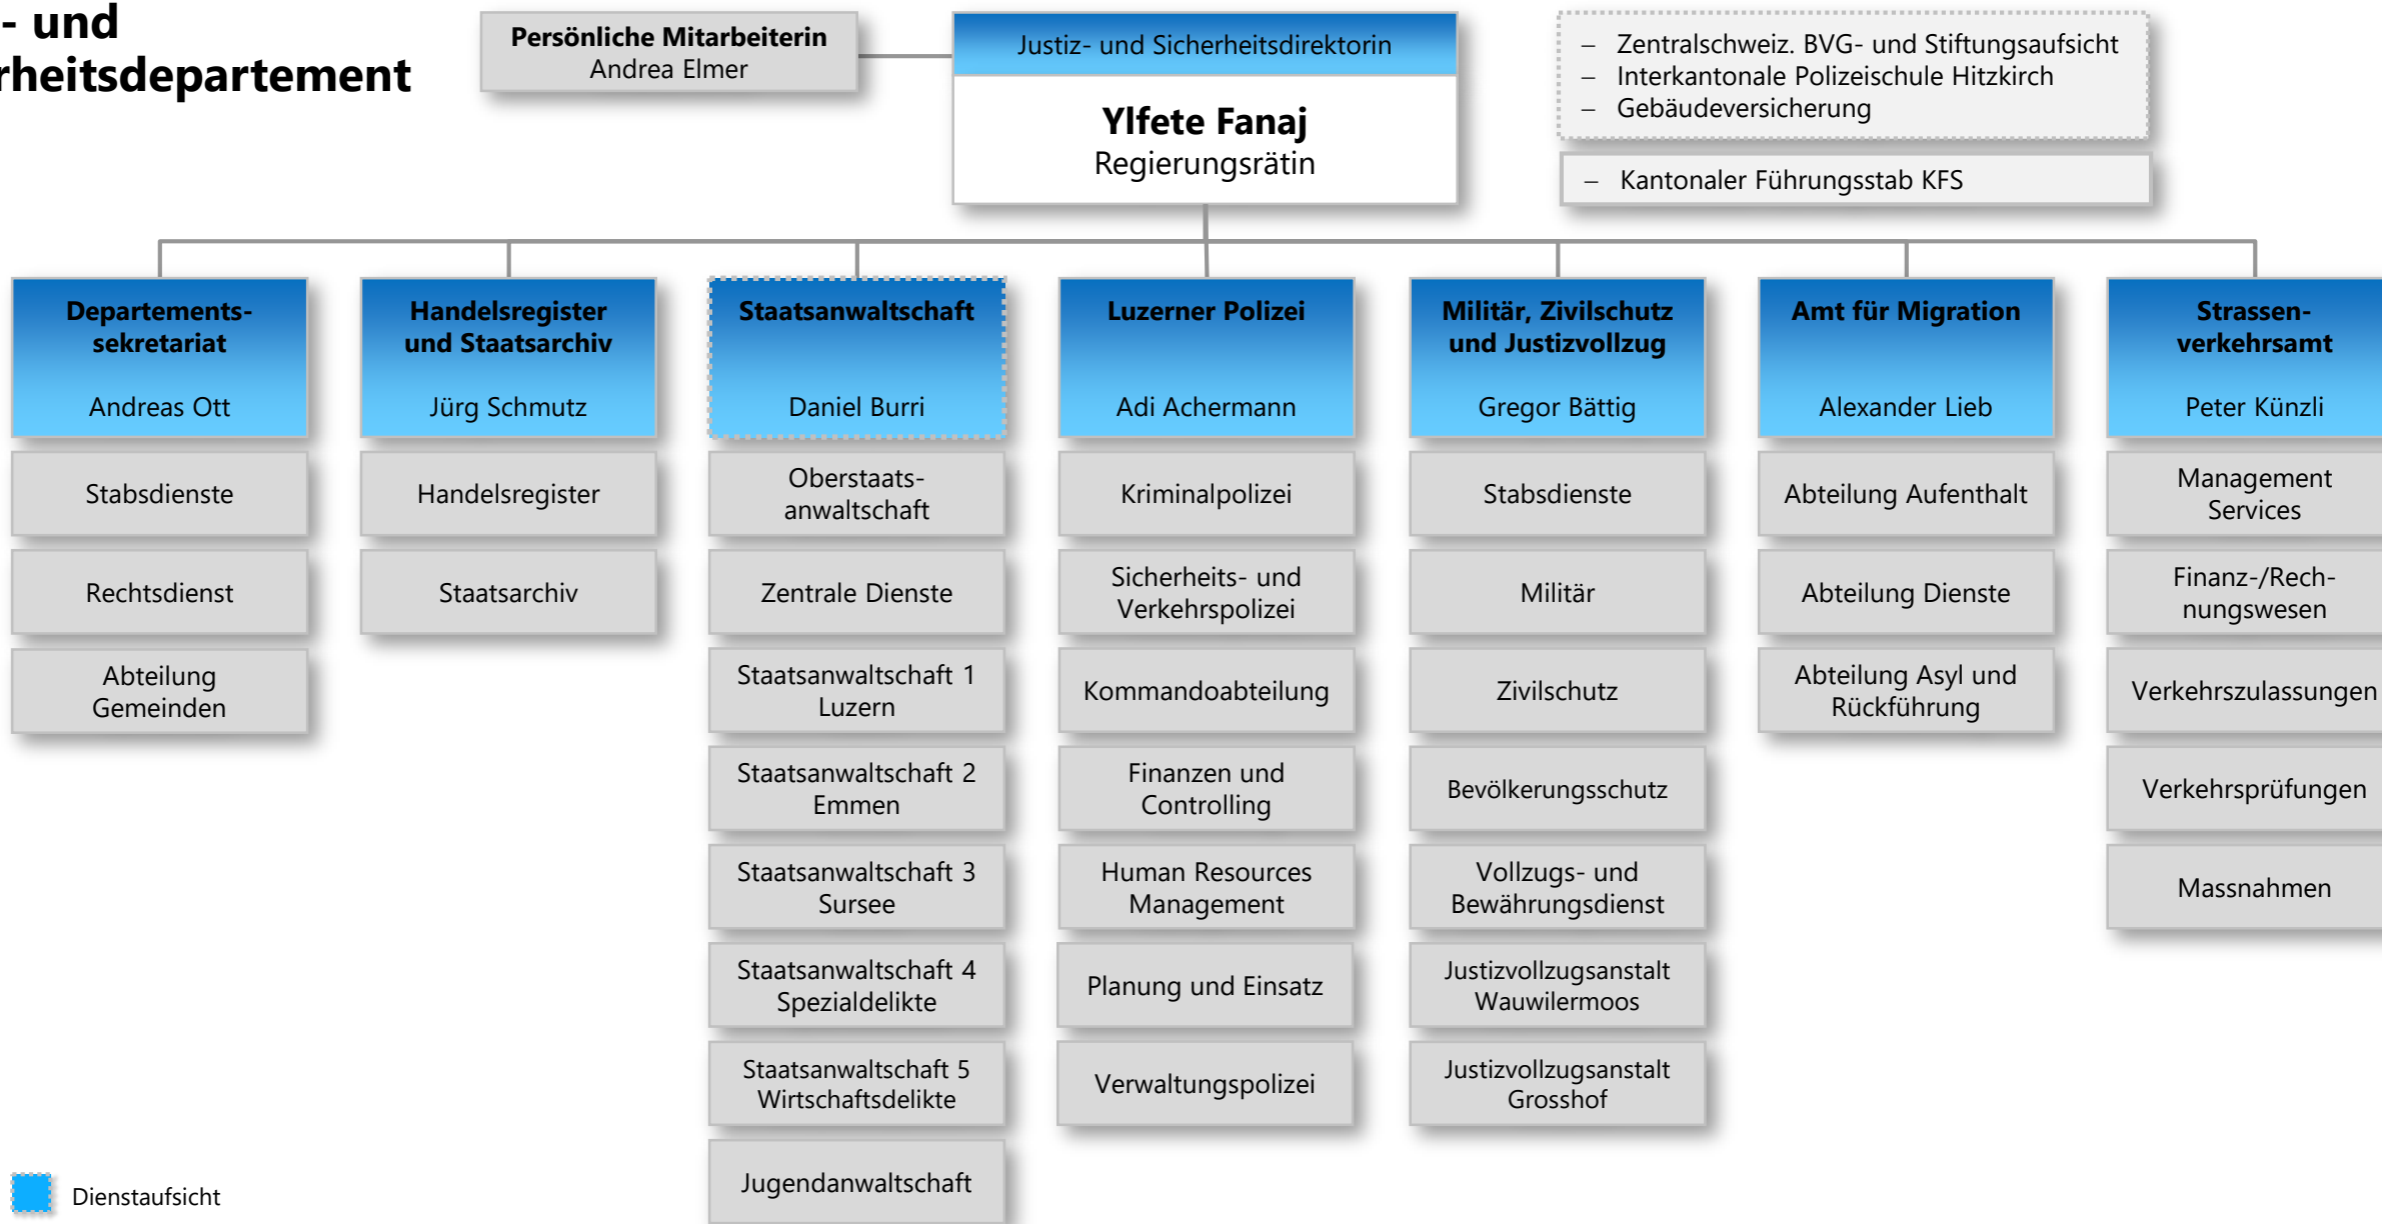 - und
rheitsdepartement
Persönliche Mitarbeiterin
Andrea Elmer
Justiz- und Sicherheitsdirektorin
Ylfete Fanaj
Regierungsrätin
– Zentralschweiz. BVG- und Stiftungsaufsicht
– Interkantonale Polizeischule Hitzkirch
– Gebäudeversicherung
– Kantonaler Führungsstab KFS
Departements-
sekretariat
Andreas Ott
Stabsdienste
Rechtsdienst
Abteilung
Gemeinden
Handelsregister
und Staatsarchiv
Jürg Schmutz
Handelsregister
Staatsarchiv
Staatsanwaltschaft
Daniel Burri
Oberstaats-
anwaltschaft
Zentrale Dienste
Staatsanwaltschaft 1
Luzern
Staatsanwaltschaft 2
Emmen
Staatsanwaltschaft 3
Sursee
Staatsanwaltschaft 4
Spezialdelikte
Staatsanwaltschaft 5
Wirtschaftsdelikte
Jugendanwaltschaft
Luzerner Polizei
Adi Achermann
Kriminalpolizei
Sicherheits- und
Verkehrspolizei
Kommandoabteilung
Finanzen und
Controlling
Human Resources
Management
Planung und Einsatz
Verwaltungspolizei
Militär, Zivilschutz
und Justizvollzug
Gregor Bättig
Stabsdienste
Militär
Zivilschutz
Bevölkerungsschutz
Vollzugs- und
Bewährungsdienst
Justizvollzugsanstalt
Wauwilermoos
Justizvollzugsanstalt
Grosshof
Amt für Migration
Alexander Lieb
Abteilung Aufenthalt
Abteilung Dienste
Abteilung Asyl und
Rückführung
Strassen-
verkehrsamt
Peter Künzli
Management
Services
Finanz-/Rech-
nungswesen
Verkehrszulassungen
Verkehrsprüfungen
Massnahmen
Dienstaufsicht